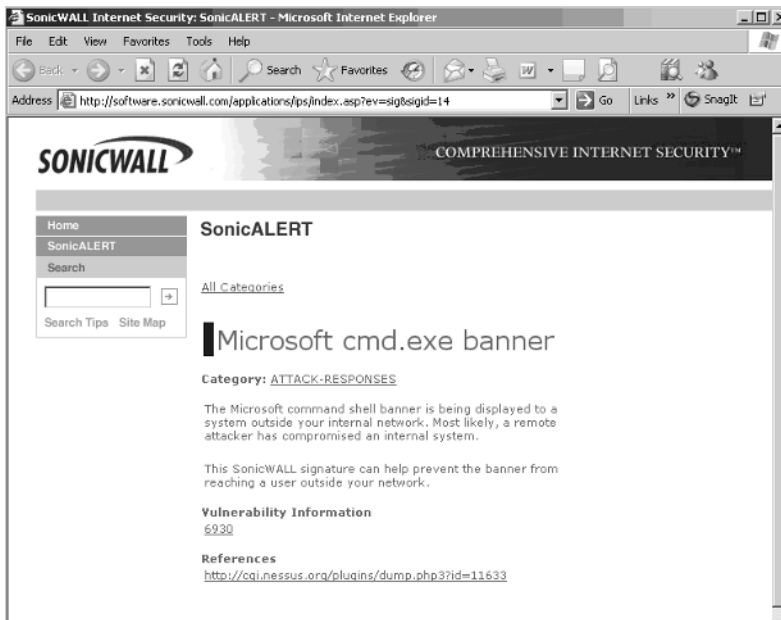 SonicWALL Internet Security: SonicALERT - Microsoft Internet Explorer
File Edit View Favorites Tools Help
Back Search Favorites
Address http://software.sonicwall.com/applications/ips/index.asp?ev=sig&sigid=14 Go Links » SnagIt
SONICWALL
COMPREHENSIVE INTERNET SECURITY™
Home
SonicALERT
Search
Search Tips Site Map
SonicALERT
All Categories
Microsoft cmd.exe banner
Category: ATTACK-RESPONSES
The Microsoft command shell banner is being displayed to a
system outside your internal network. Most likely, a remote
attacker has compromised an internal system.
This SonicWALL signature can help prevent the banner from
reaching a user outside your network.
Vulnerability Information
6930
References
http://cgi.nessus.org/plugins/dump.php3?id=11633